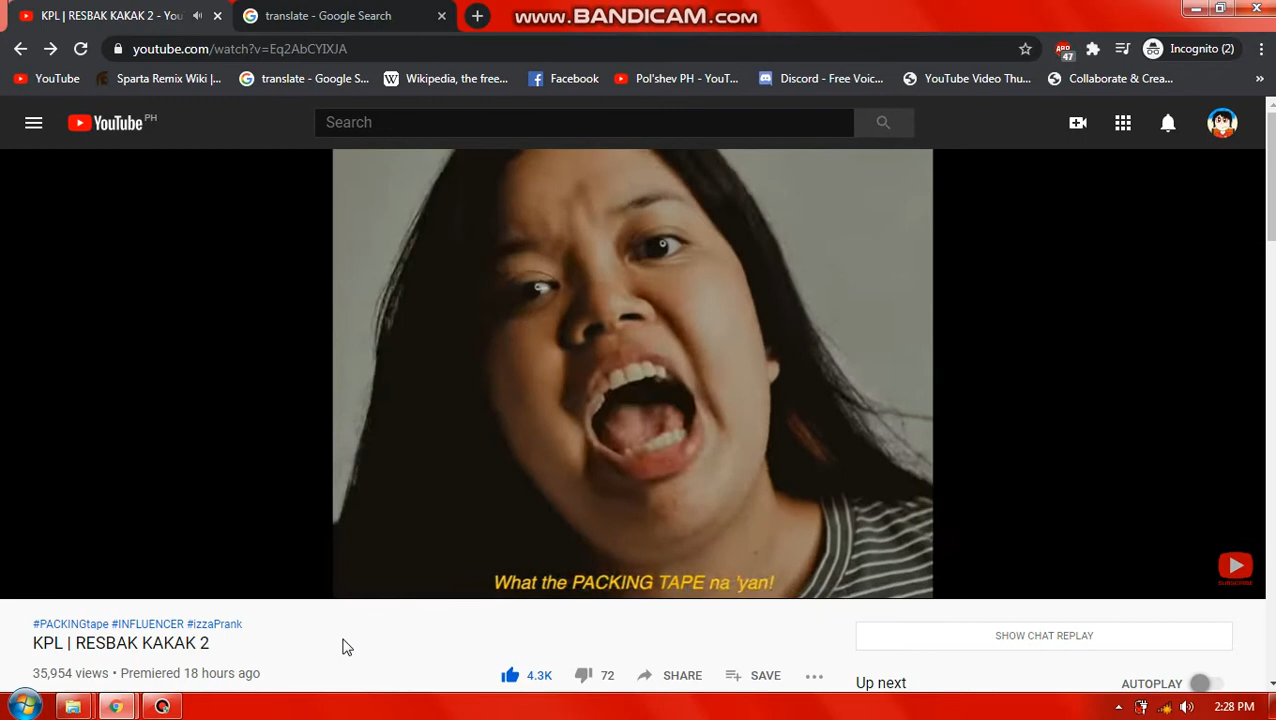 KPL | RESBAK KAKAK 2 - You
translate - Google Search
www.BANDICAM.com
youtube.com/watch?v=Eq2AbCYIXJA
ABP
47
Incognito (2)
YouTube
Sparta Remix Wiki |...
translate - Google S...
Wikipedia, the free...
Facebook
Pol'shev PH - YouT...
Discord - Free Voic...
YouTube Video Thu...
Collaborate & Crea...
YouTube PH
Search
What the PACKING TAPE na 'yan!
SUBSCRIBE
#PACKINGtape #INFLUENCER #izzaPrank
KPL | RESBAK KAKAK 2
35,954 views • Premiered 18 hours ago
4.3K
72
SHARE
SAVE
SHOW CHAT REPLAY
Up next
AUTOPLAY
2:28 PM